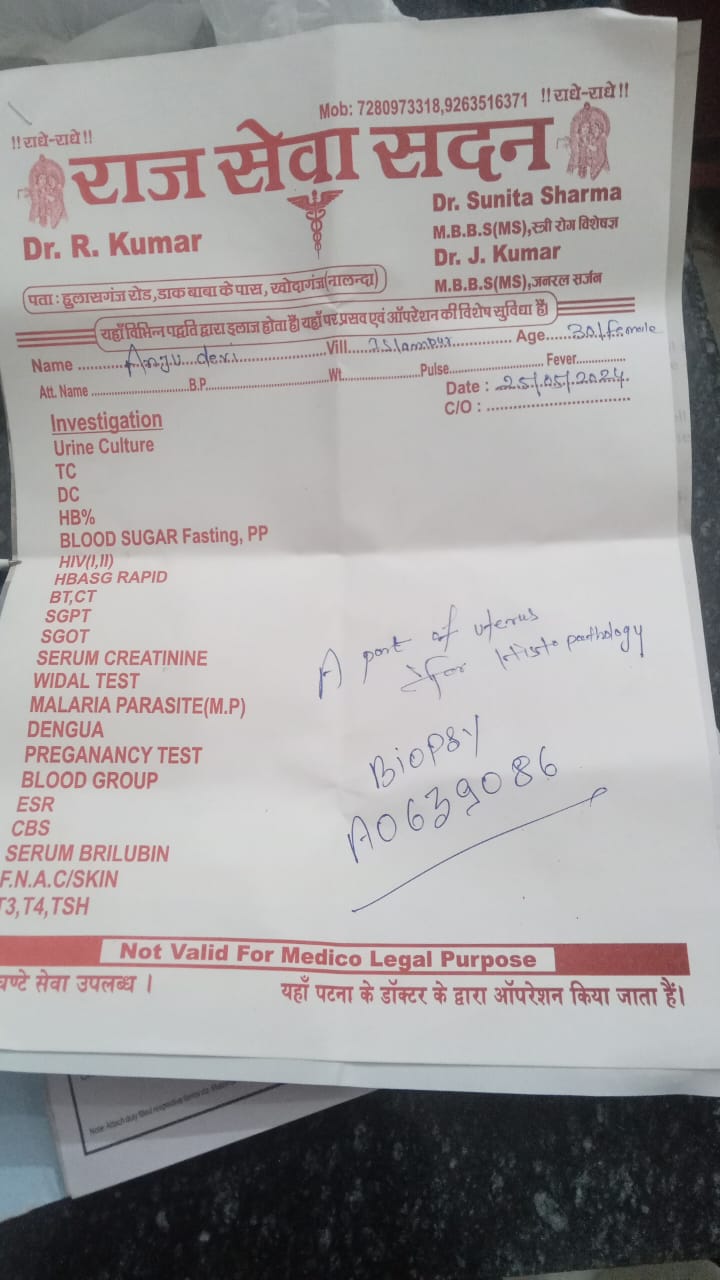 Mob: 7280973318,9263516371 !!राधे-राधे!!
!!राधे-राधे!!
राज सेवा सदन
Dr. R. Kumar
Dr. Sunita Sharma
M.B.B.S(MS),स्त्री रोग विशेषज्ञ
Dr. J. Kumar
M.B.B.S(MS),जनरल सर्जन
पता : हुलासगंज रोड, डाक बाबा के पास, खोदागंज(नालन्दा)
यहाँ विभिन्न पद्वति द्वारा इलाज होता है। यहाँ पर प्रसव एवं ऑपरेशन की विशेष सुविधा है।
Name Anju devi Vill. Islampur Age 30/female
Att. Name B.P Wt. Pulse Fever
Date : 25/05/2024
C/O :
Investigation
Urine Culture
TC
DC
HB%
BLOOD SUGAR Fasting, PP
HIV(I,II)
HBASG RAPID
BT,CT
SGPT
SGOT
SERUM CREATININE
WIDAL TEST
MALARIA PARASITE(M.P)
DENGUA
PREGANANCY TEST
BLOOD GROUP
ESR
CBS
SERUM BRILUBIN
F.N.A.C/SKIN
T3,T4,TSH
A part of uterus
for Histopathology
Biopsy
A0639086
Not Valid For Medico Legal Purpose
घण्टे सेवा उपलब्ध ।
यहाँ पटना के डॉक्टर के द्वारा ऑपरेशन किया जाता हैं।